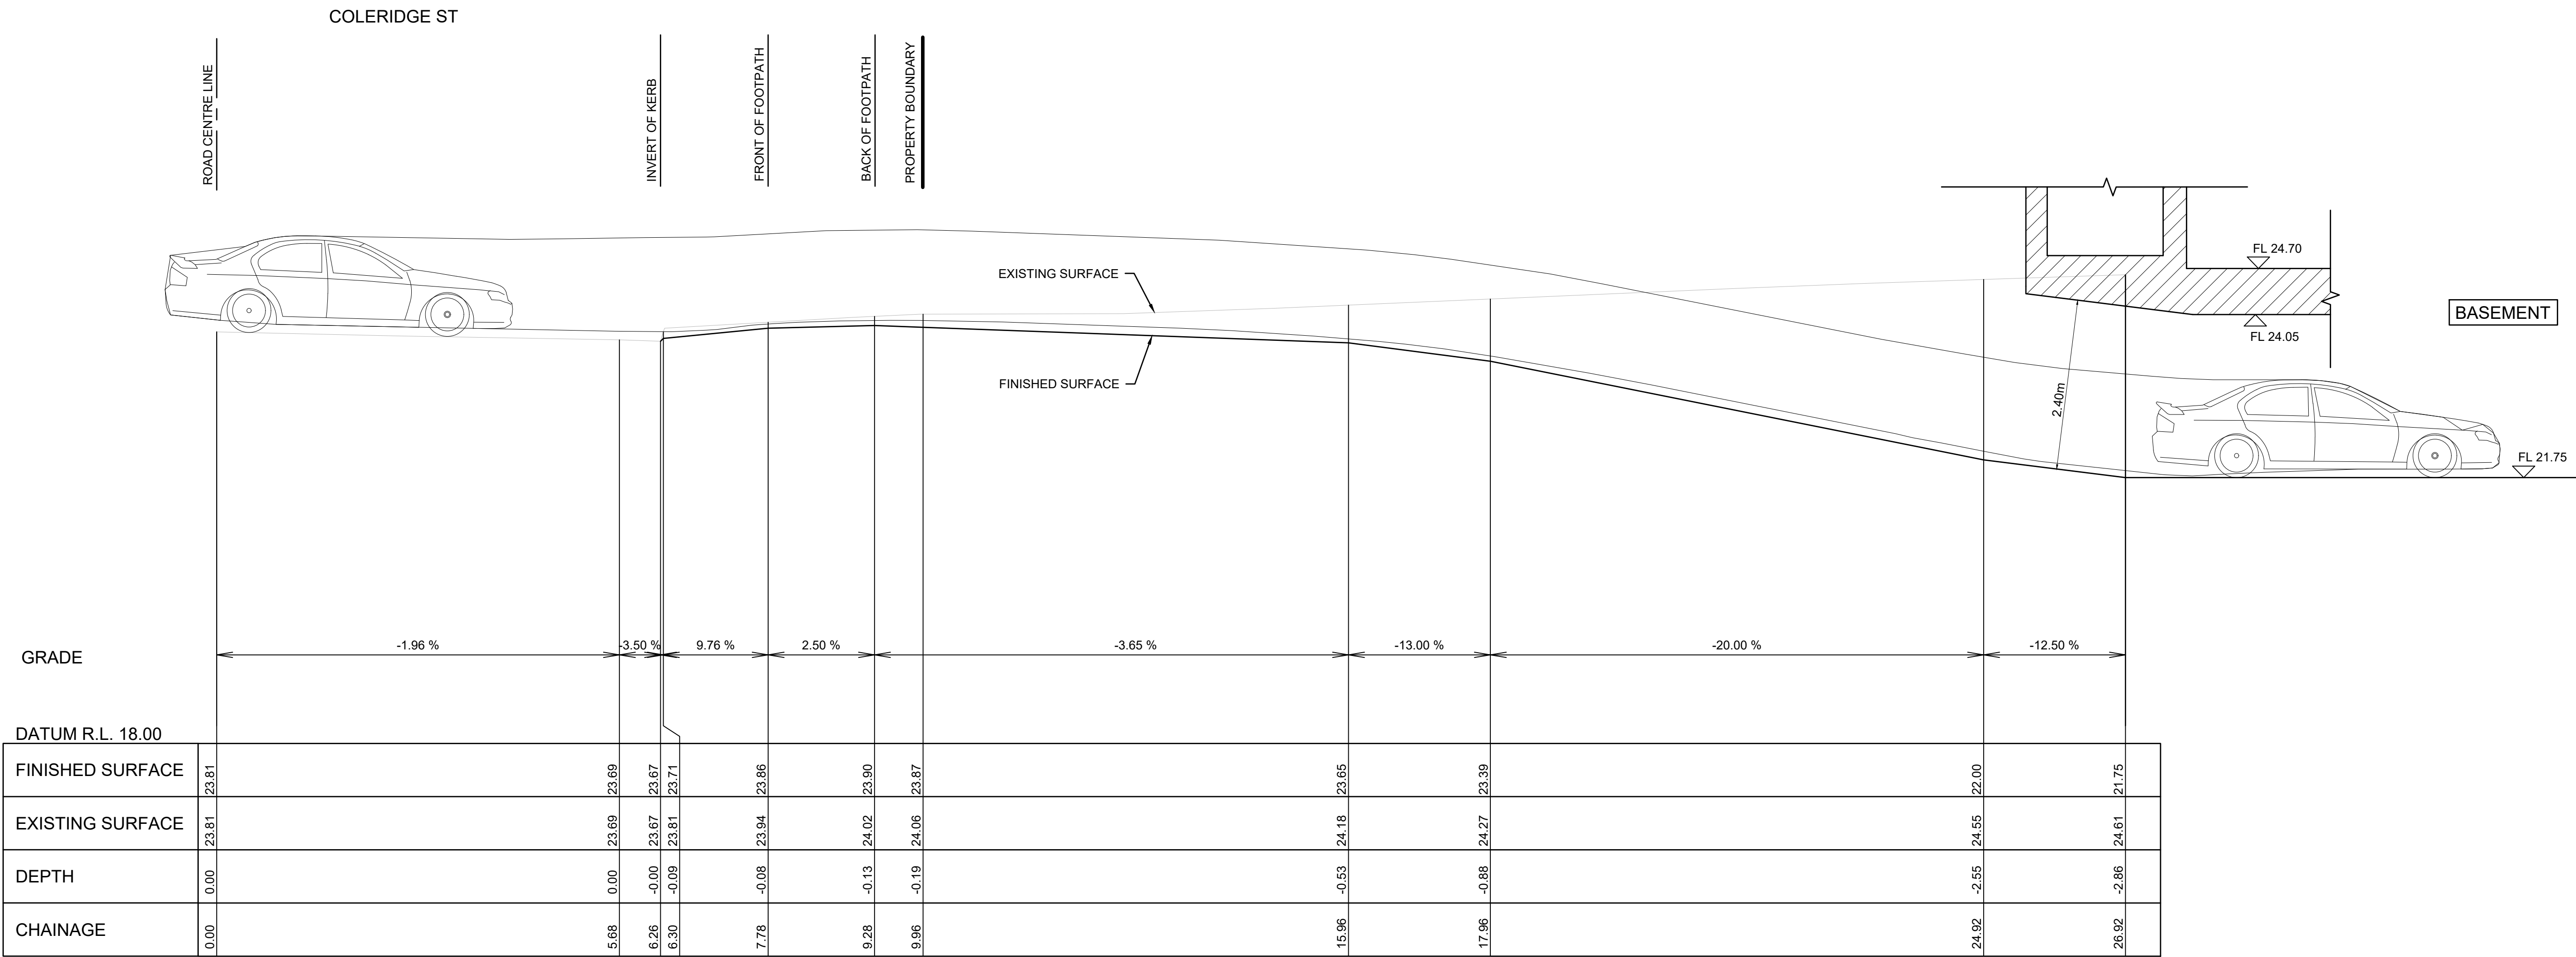 COLERIDGE ST
ROAD CENTRE LINE
INVERT OF KERB
FRONT OF FOOTPATH
BACK OF FOOTPATH
PROPERTY BOUNDARY
EXISTING SURFACE
FINISHED SURFACE
FL 24.70
FL 24.05
BASEMENT
2.40m
FL 21.75
GRADE
-1.96 %
-3.50 %
9.76 %
2.50 %
-3.65 %
-13.00 %
-20.00 %
-12.50 %
DATUM R.L. 18.00
FINISHED SURFACE 23.81 23.69 23.67 23.71 23.86 23.90 23.87 23.65 23.39 22.00 21.75
EXISTING SURFACE 23.81 23.69 23.67 23.81 23.94 24.02 24.06 24.18 24.27 24.55 24.61
DEPTH 0.00 0.00 -0.00 -0.09 -0.08 -0.13 -0.19 -0.53 -0.88 -2.55 -2.86
CHAINAGE 0.00 5.68 6.26 6.30 7.78 9.28 9.96 15.96 17.96 24.92 26.92